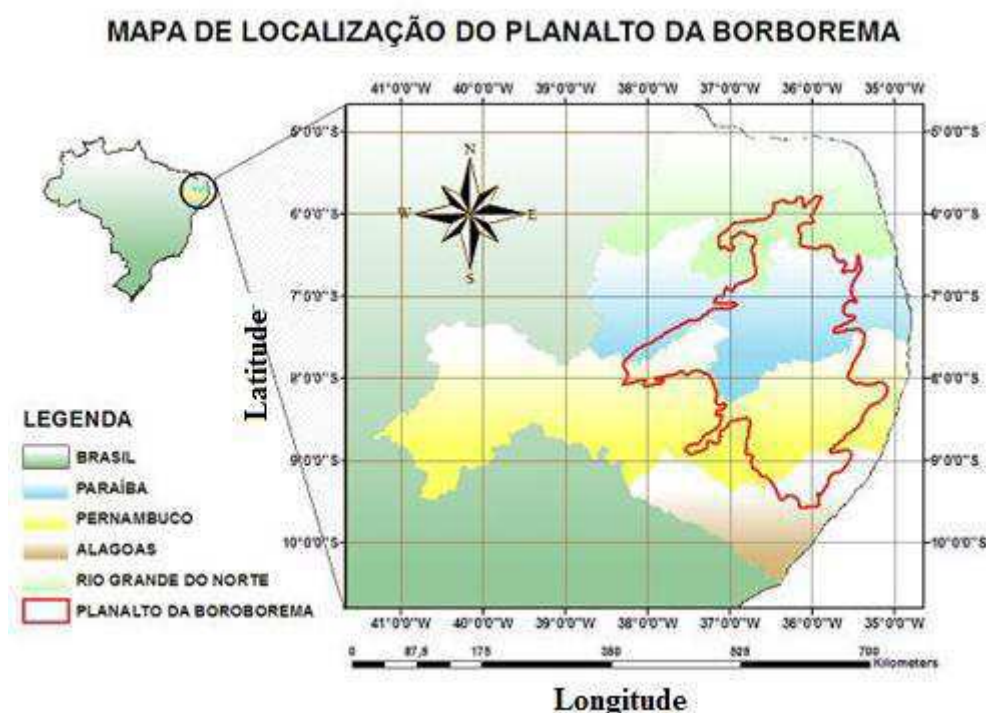 MAPA DE LOCALIZAÇÃO DO PLANALTO DA BORBOREMA
41°0'0"W 40°0'0"W 39°0'0"W 38°0'0"W 37°0'0"W 36°0'0"W 35°0'0"W
5°0'0"S 5°0'0"S
N
6°0'0"S W E 6°0'0"S
S
7°0'0"S 7°0'0"S
Latitude
8°0'0"S 8°0'0"S
9°0'0"S 9°0'0"S
10°0'0"S 10°0'0"S
LEGENDA
BRASIL
PARAÍBA
PERNAMBUCO
ALAGOAS
RIO GRANDE DO NORTE
PLANALTO DA BOROBOREMA
41°0'0"W 40°0'0"W 39°0'0"W 38°0'0"W 37°0'0"W 36°0'0"W 35°0'0"W
0 87,5 175 350 525 700
Kilometers
Longitude